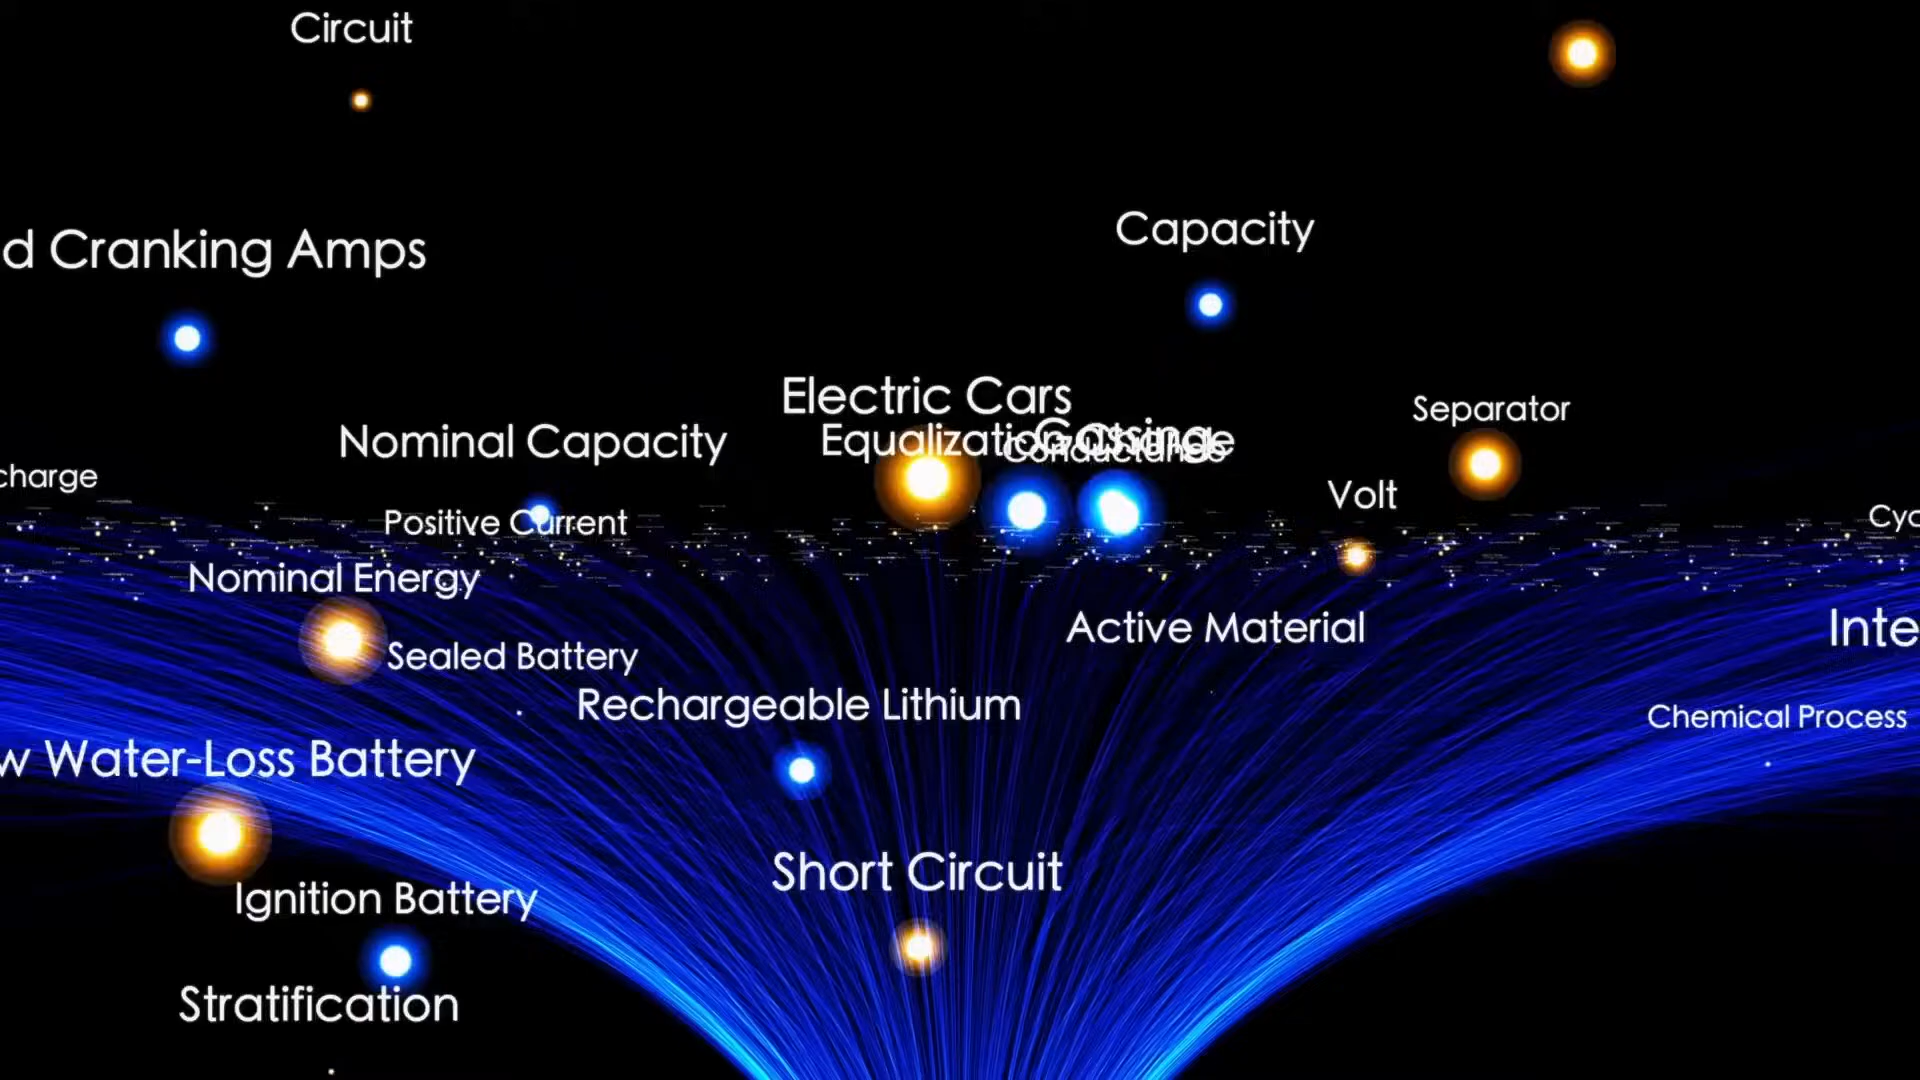 Circuit
Capacity
d Cranking Amps
Electric Cars
Separator
Nominal Capacity
Equalization
charge
Volt
Positive Current
Cyc
Nominal Energy
Active Material
Inte
Sealed Battery
Rechargeable Lithium
Chemical Process
w Water-Loss Battery
Short Circuit
Ignition Battery
Stratification